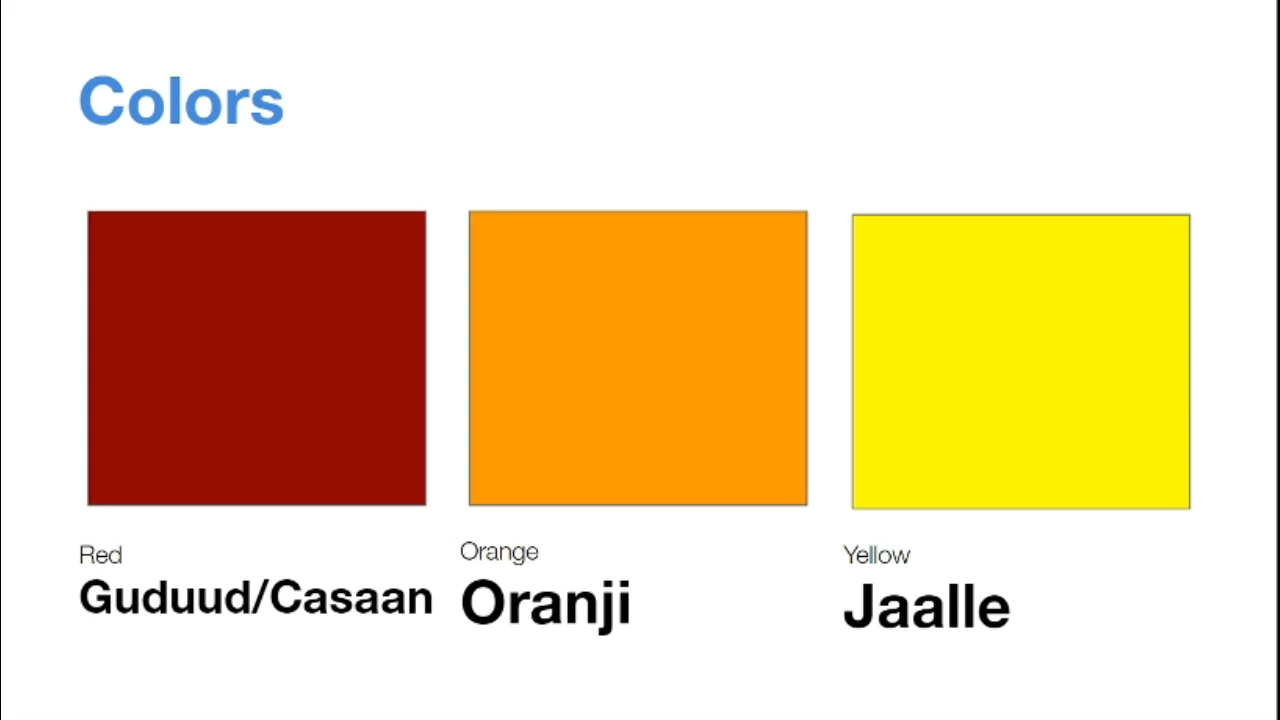 Colors
Red
Guduud/Casaan
Orange
Oranji
Yellow
Jaalle